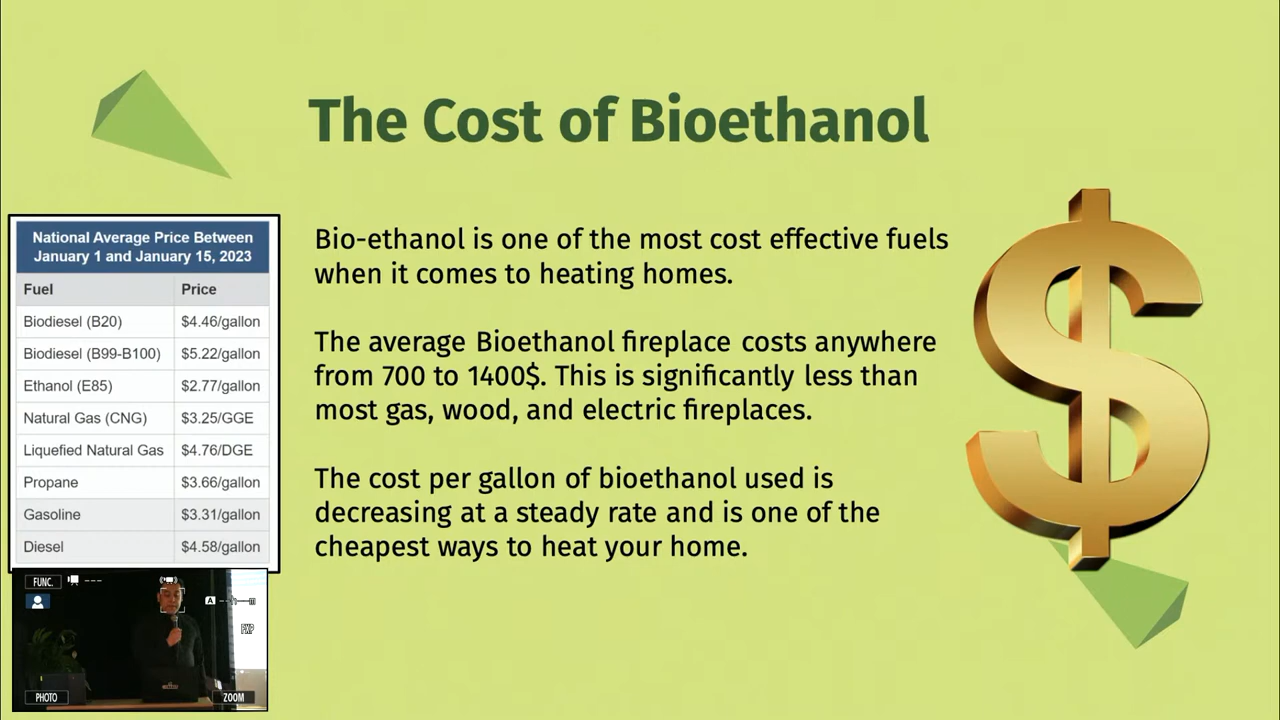 The Cost of Bioethanol
National Average Price Between
January 1 and January 15, 2023
Fuel Price
Biodiesel (B20) $4.46/gallon
Biodiesel (B99-B100) $5.22/gallon
Ethanol (E85) $2.77/gallon
Natural Gas (CNG) $3.25/GGE
Liquefied Natural Gas $4.76/DGE
Propane $3.66/gallon
Gasoline $3.31/gallon
Diesel $4.58/gallon
Bio-ethanol is one of the most cost effective fuels
when it comes to heating homes.
The average Bioethanol fireplace costs anywhere
from 700 to 1400$. This is significantly less than
most gas, wood, and electric fireplaces.
The cost per gallon of bioethanol used is
decreasing at a steady rate and is one of the
cheapest ways to heat your home.
$
FUNC.
A
PHOTO
ZOOM